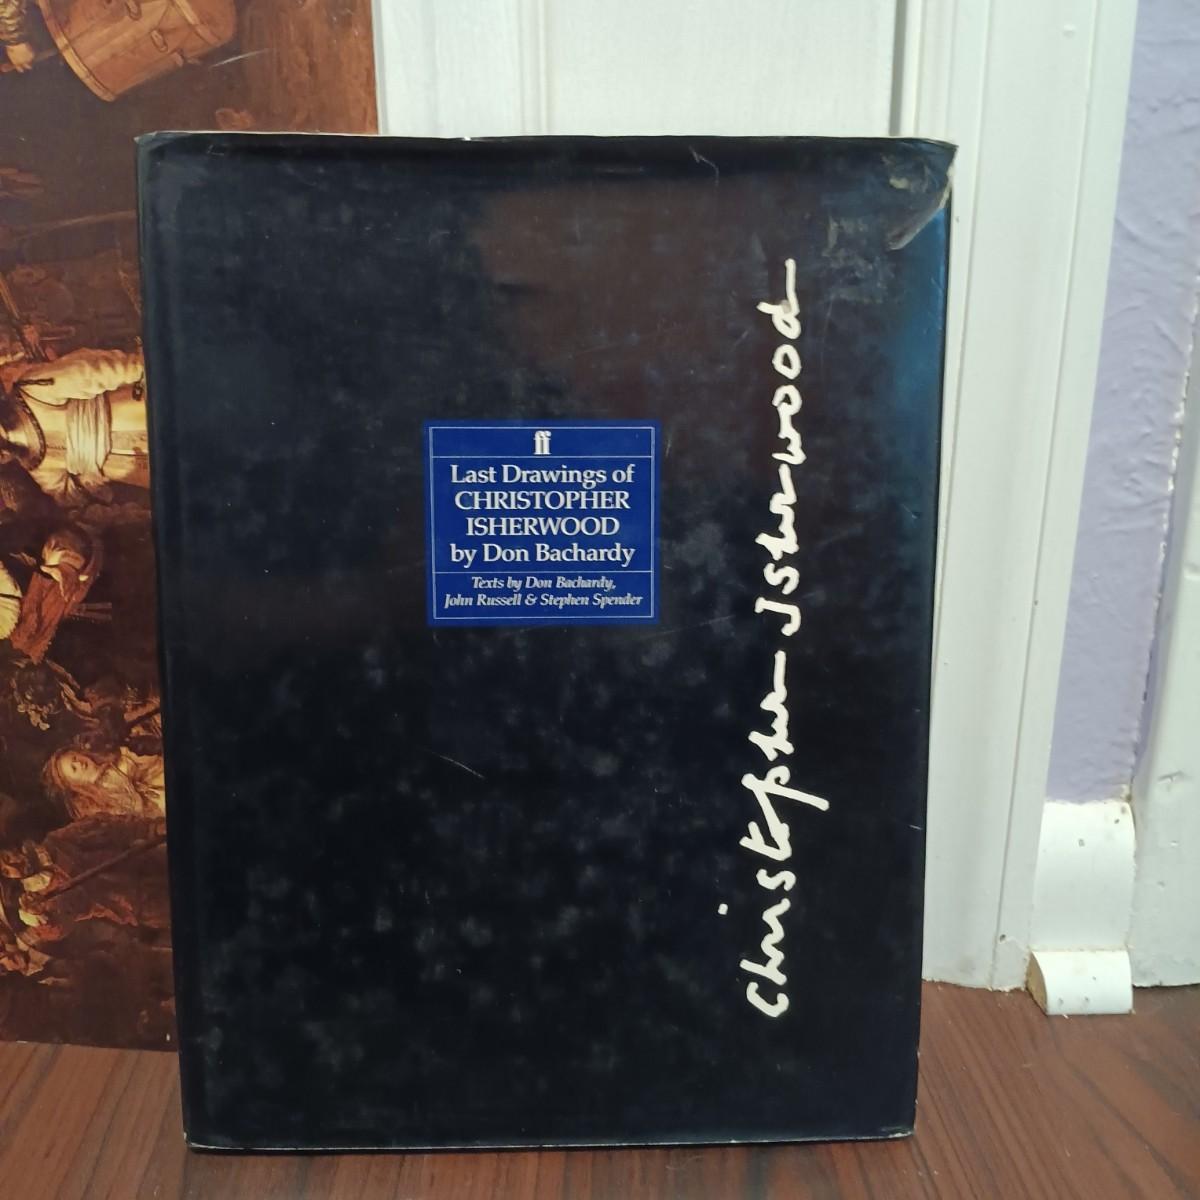 ff
Last Drawings of
CHRISTOPHER
ISHERWOOD
by Don Bachardy
Texts by Don Bachardy,
John Russell & Stephen Spender
Christopher Isherwood